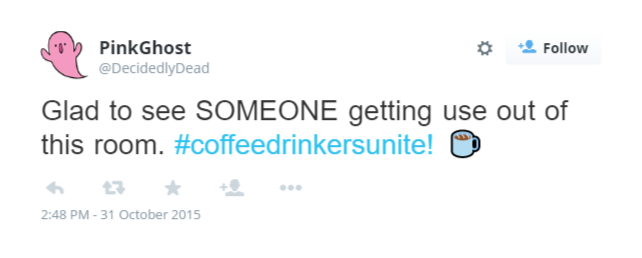 PinkGhost
@DecidedlyDead
Follow
Glad to see SOMEONE getting use out of
this room. #coffeedrinkersunite!
2:48 PM - 31 October 2015